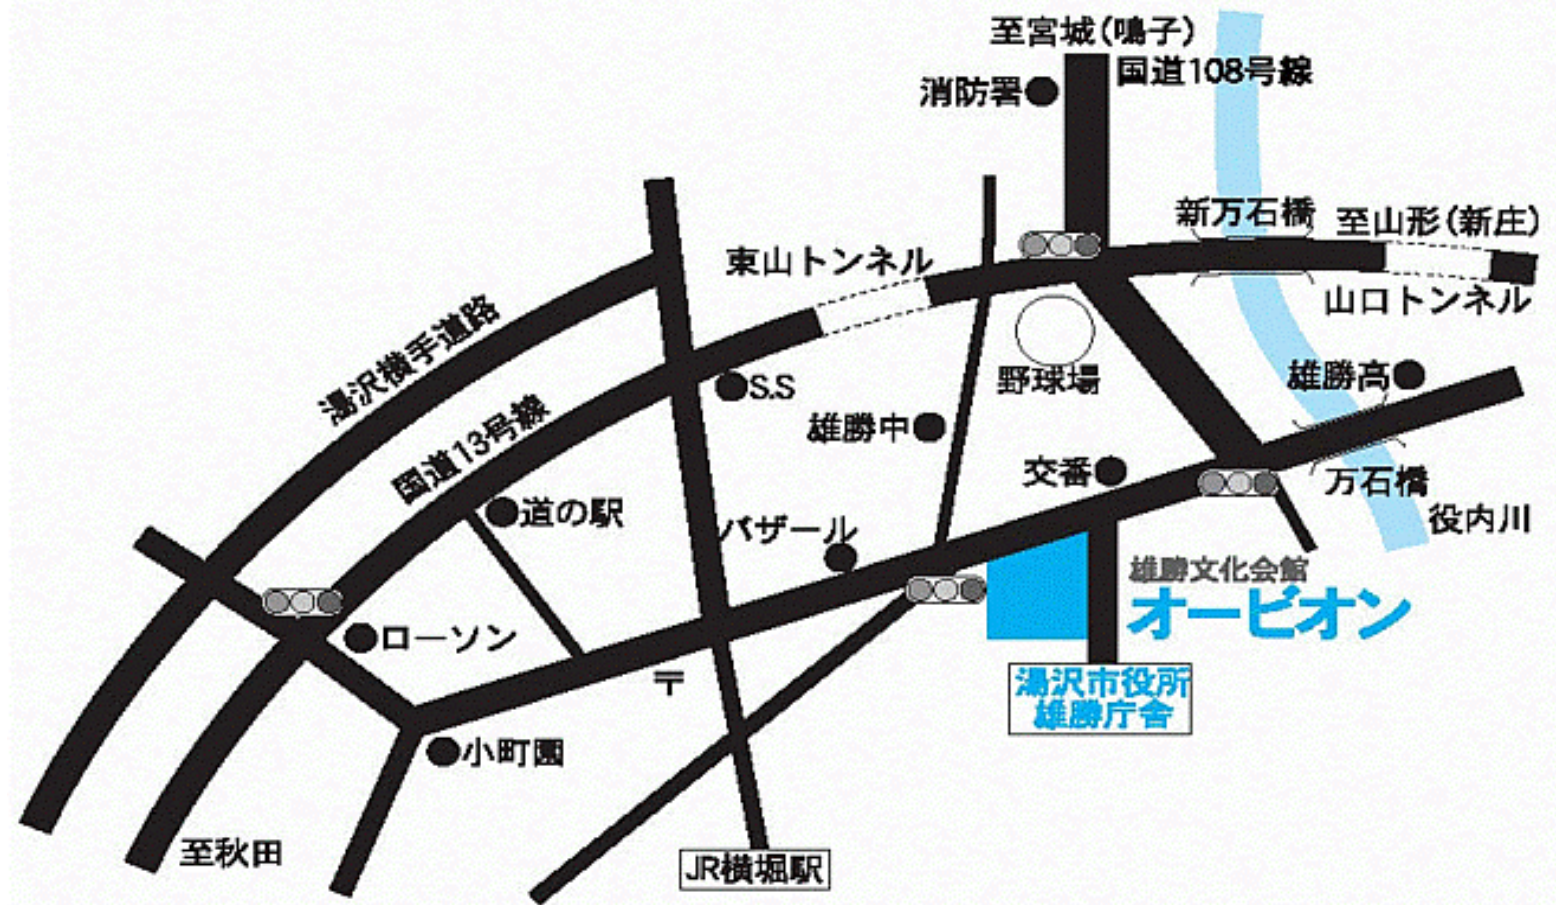 至宮城(鳴子)
国道108号線
消防署
新万石橋
至山形(新庄)
東山トンネル
山口トンネル
湯沢横手道路
国道13号線
S.S
野球場
雄勝高
雄勝中
交番
万石橋
道の駅
バザール
役内川
雄勝文化会館
オービオン
ローソン
〒
湯沢市役所
雄勝庁舎
小町園
至秋田
JR横堀駅